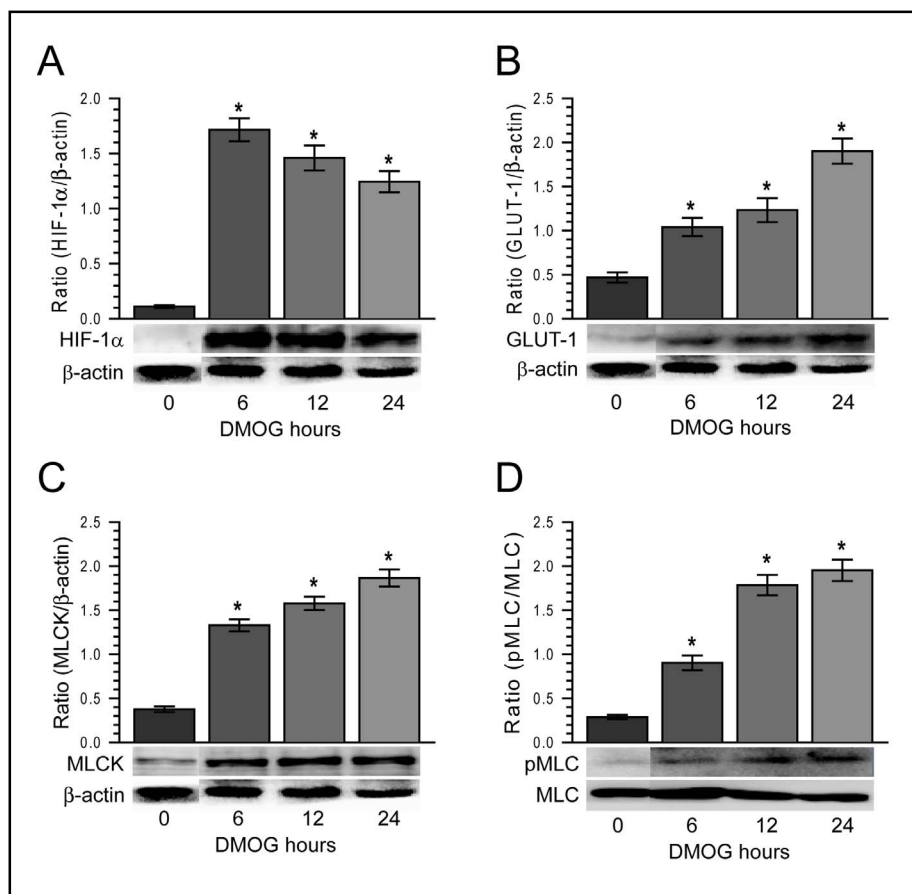 A
Ratio (HIF-1α/β-actin)
2.0
1.5
1.0
0.5
0.0
*
*
*
HIF-1α
β-actin
0 6 12 24
DMOG hours
B
Ratio (GLUT-1/β-actin)
2.5
2.0
1.5
1.0
0.5
0.0
*
*
*
GLUT-1
β-actin
0 6 12 24
DMOG hours
C
Ratio (MLCK/β-actin)
2.5
2.0
1.5
1.0
0.5
0.0
*
*
*
MLCK
β-actin
0 6 12 24
DMOG hours
D
Ratio (pMLC/MLC)
2.5
2.0
1.5
1.0
0.5
0.0
*
*
*
pMLC
MLC
0 6 12 24
DMOG hours